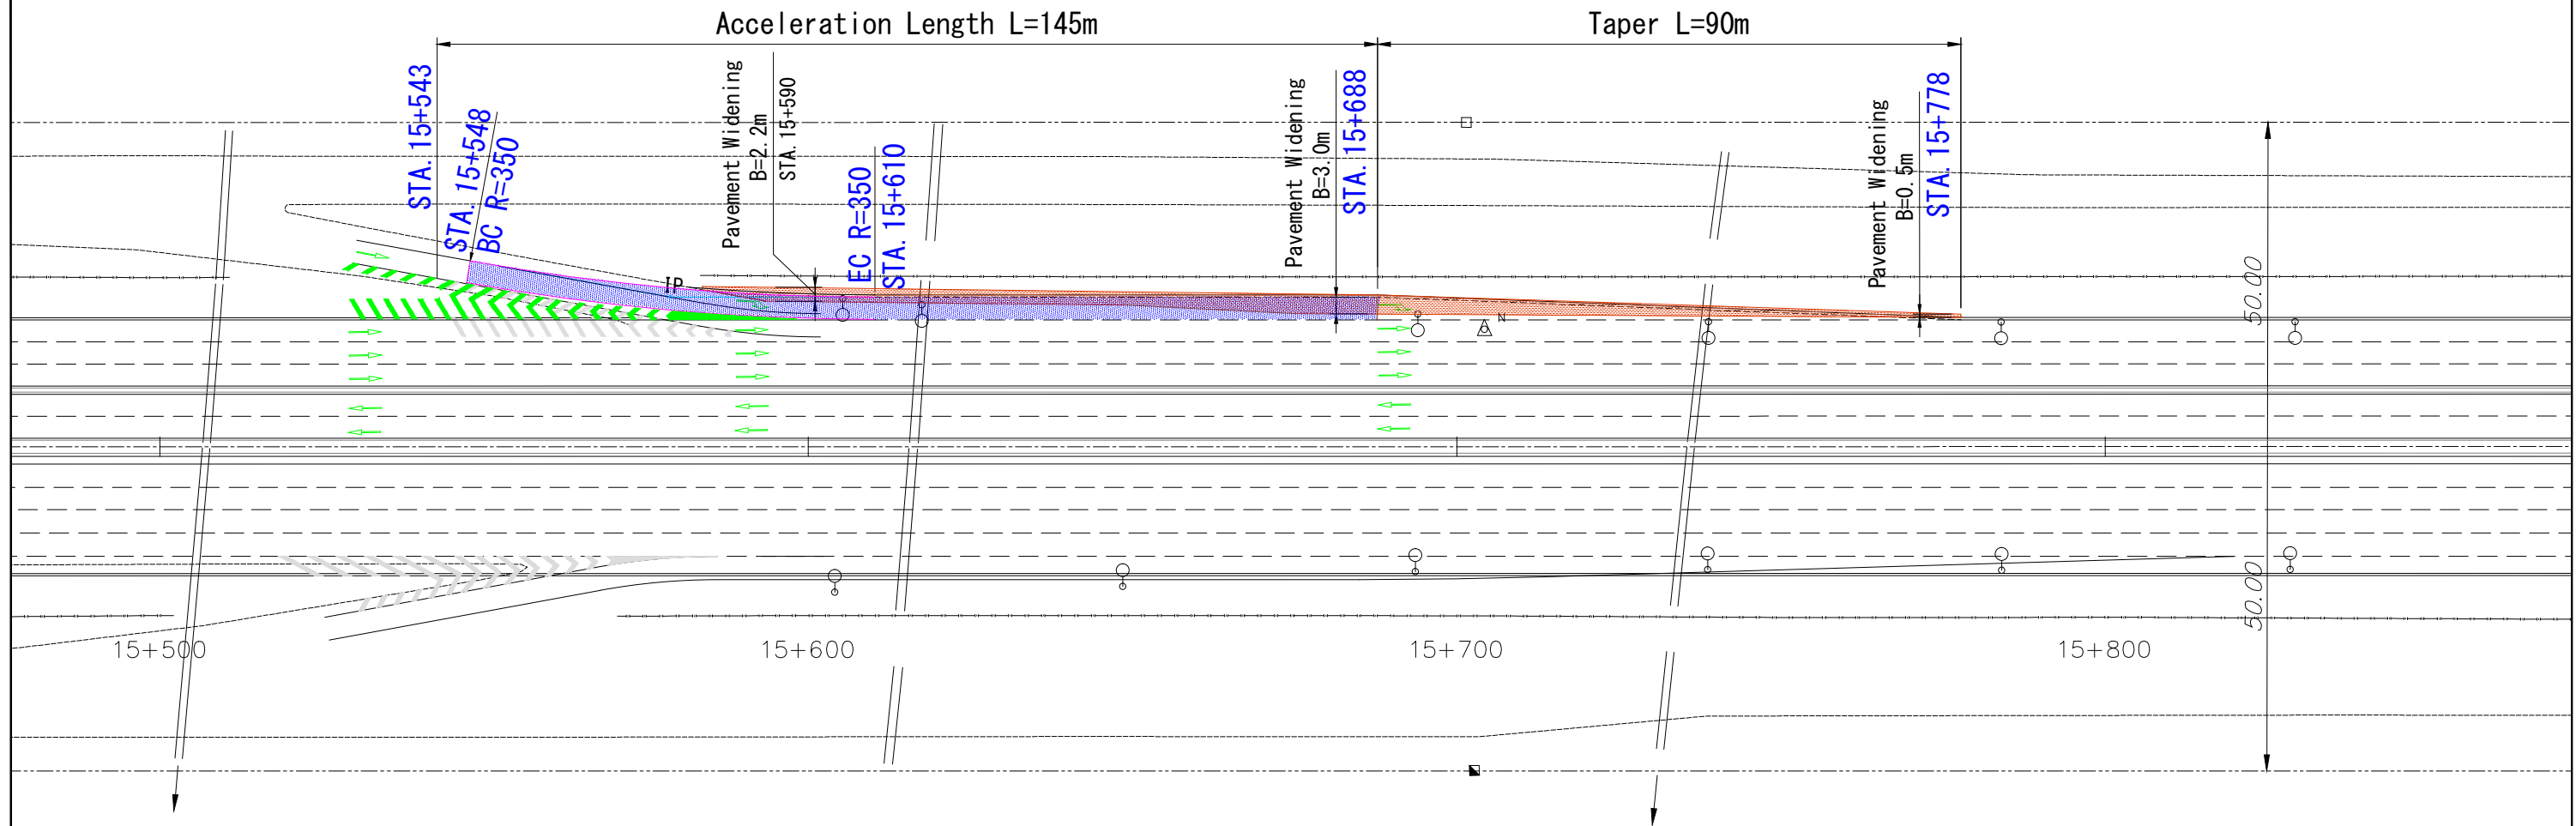 Acceleration Length L=145m
Taper L=90m
STA. 15+543
STA. 15+548
BC R=350
Pavement Widening
B=2.2m
STA. 15+590
EC R=350
STA. 15+610
Pavement Widening
B=3.0m
STA. 15+688
Pavement Widening
B=0.5m
STA. 15+778
IP
N
50.00
50.00
15+500
15+600
15+700
15+800